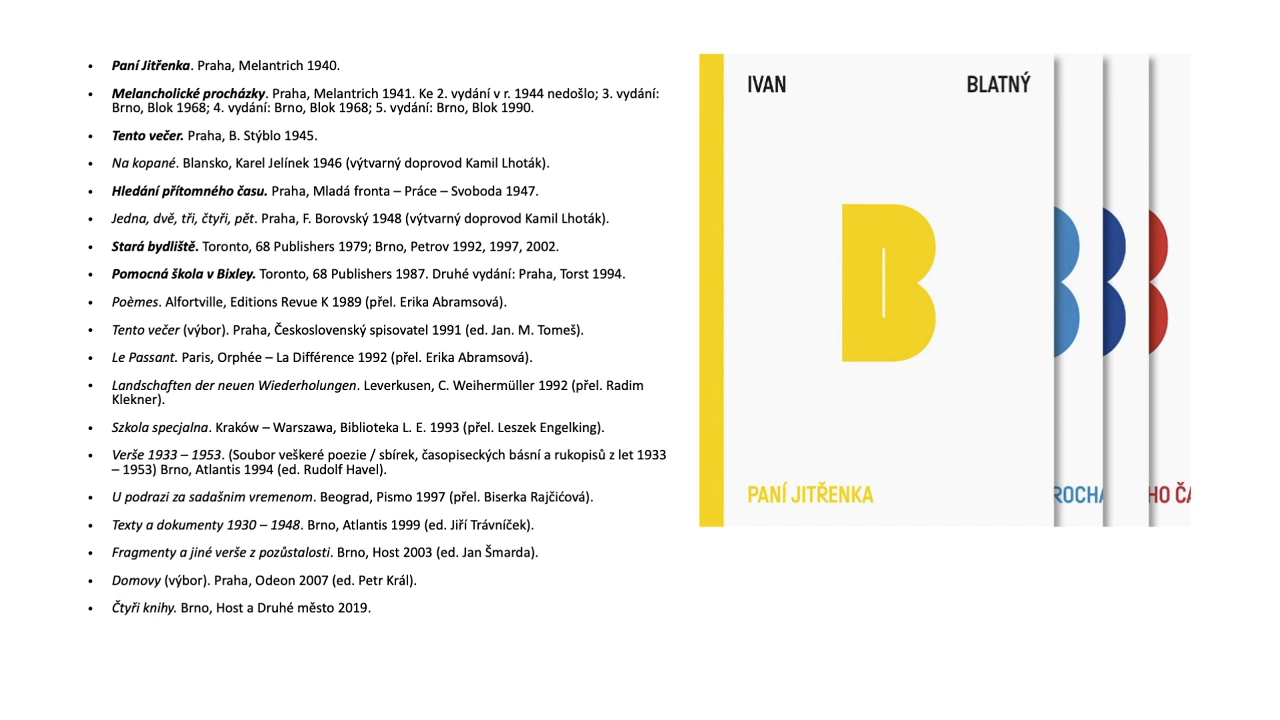 • Paní Jitřenka. Praha, Melantrich 1940.
• Melancholické procházky. Praha, Melantrich 1941. Ke 2. vydání v r. 1944 nedošlo; 3. vydání:
Brno, Blok 1968; 4. vydání: Brno, Blok 1968; 5. vydání: Brno, Blok 1990.
• Tento večer. Praha, B. Stýblo 1945.
• Na kopané. Blansko, Karel Jelínek 1946 (výtvarný doprovod Kamil Lhoták).
• Hledání přítomného času. Praha, Mladá fronta – Práce – Svoboda 1947.
• Jedna, dvě, tři, čtyři, pět. Praha, F. Borovský 1948 (výtvarný doprovod Kamil Lhoták).
• Stará bydliště. Toronto, 68 Publishers 1979; Brno, Petrov 1992, 1997, 2002.
• Pomocná škola v Bixley. Toronto, 68 Publishers 1987. Druhé vydání: Praha, Torst 1994.
• Poèmes. Alfortville, Editions Revue K 1989 (přel. Erika Abramsová).
• Tento večer (výbor). Praha, Československý spisovatel 1991 (ed. Jan. M. Tomeš).
• Le Passant. Paris, Orphée – La Différence 1992 (přel. Erika Abramsová).
• Landschaften der neuen Wiederholungen. Leverkusen, C. Weihermüller 1992 (přel. Radim
Klekner).
• Szkola specjalna. Kraków – Warszawa, Biblioteka L. E. 1993 (přel. Leszek Engelking).
• Verše 1933 – 1953. (Soubor veškeré poezie / sbírek, časopiseckých básní a rukopisů z let 1933
– 1953) Brno, Atlantis 1994 (ed. Rudolf Havel).
• U podrazi za sadašnim vremenom. Beograd, Pismo 1997 (přel. Biserka Rajčićová).
• Texty a dokumenty 1930 – 1948. Brno, Atlantis 1999 (ed. Jiří Trávníček).
• Fragmenty a jiné verše z pozůstalosti. Brno, Host 2003 (ed. Jan Šmarda).
• Domovy (výbor). Praha, Odeon 2007 (ed. Petr Král).
• Čtyři knihy. Brno, Host a Druhé město 2019.
IVAN BLATNÝ
B
PANÍ JITŘENKA
ROCHÁ
HO ČA